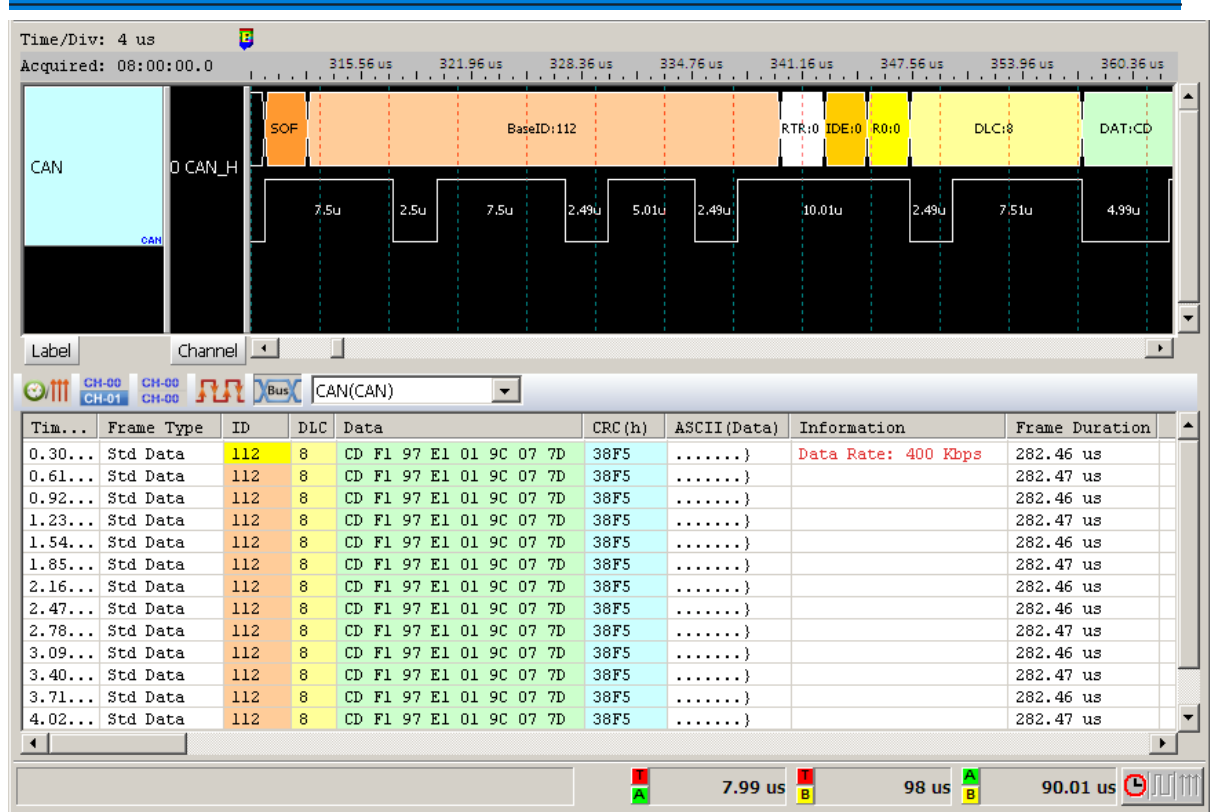 Time/Div: 4 us
Acquired: 08:00:00.0 315.56 us 321.96 us 328.36 us 334.76 us 341.16 us 347.56 us 353.96 us 360.36 us
SOF BaseID:112 RTR:0 IDE:0 R0:0 DLC:8 DAT:CD
CAN 0 CAN_H
7.5u 2.5u 7.5u 2.49u 5.01u 2.49u 10.01u 2.49u 7.51u 4.99u
CAN
Label Channel
CH-00 CH-01 CH-00 CH-00 Bus CAN(CAN)
Tim... Frame Type ID DLC Data CRC(h) ASCII(Data) Information Frame Duration
0.30... Std Data 112 8 CD F1 97 E1 01 9C 07 7D 38F5 .......} Data Rate: 400 Kbps 282.46 us
0.61... Std Data 112 8 CD F1 97 E1 01 9C 07 7D 38F5 .......} 282.47 us
0.92... Std Data 112 8 CD F1 97 E1 01 9C 07 7D 38F5 .......} 282.46 us
1.23... Std Data 112 8 CD F1 97 E1 01 9C 07 7D 38F5 .......} 282.47 us
1.54... Std Data 112 8 CD F1 97 E1 01 9C 07 7D 38F5 .......} 282.47 us
1.85... Std Data 112 8 CD F1 97 E1 01 9C 07 7D 38F5 .......} 282.46 us
2.16... Std Data 112 8 CD F1 97 E1 01 9C 07 7D 38F5 .......} 282.46 us
2.47... Std Data 112 8 CD F1 97 E1 01 9C 07 7D 38F5 .......} 282.46 us
2.78... Std Data 112 8 CD F1 97 E1 01 9C 07 7D 38F5 .......} 282.47 us
3.09... Std Data 112 8 CD F1 97 E1 01 9C 07 7D 38F5 .......} 282.46 us
3.40... Std Data 112 8 CD F1 97 E1 01 9C 07 7D 38F5 .......} 282.47 us
3.71... Std Data 112 8 CD F1 97 E1 01 9C 07 7D 38F5 .......} 282.46 us
4.02... Std Data 112 8 CD F1 97 E1 01 9C 07 7D 38F5 .......} 282.47 us
T A 7.99 us T B 98 us A B 90.01 us